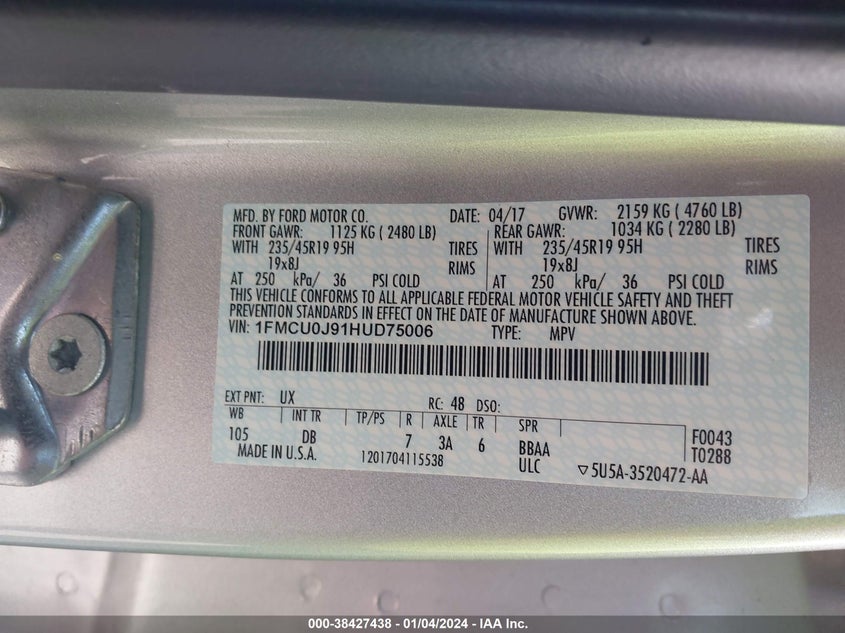 MFD. BY FORD MOTOR CO. DATE: 04/17 GVWR: 2159 KG ( 4760 LB)
FRONT GAWR: 1125 KG ( 2480 LB) REAR GAWR: 1034 KG ( 2280 LB)
WITH 235/45R19 95H TIRES WITH 235/45R19 95H TIRES
19x8J RIMS 19x8J RIMS
AT 250 kPa/ 36 PSI COLD AT 250 kPa/ 36 PSI COLD
THIS VEHICLE CONFORMS TO ALL APPLICABLE FEDERAL MOTOR VEHICLE SAFETY AND THEFT
PREVENTION STANDARDS IN EFFECT ON THE DATE OF MANUFACTURE SHOWN ABOVE.
VIN: 1FMCU0J91HUD75006 TYPE: MPV
EXT PNT: UX RC: 48 DSO:
WB INT TR TP/PS R AXLE TR SPR
105 DB 7 3A 6 BBAA F0043
MADE IN U.S.A. 1201704115538 ULC T0288
▽5U5A-3520472-AA
000-38427438 - 01/04/2024 - IAA Inc.